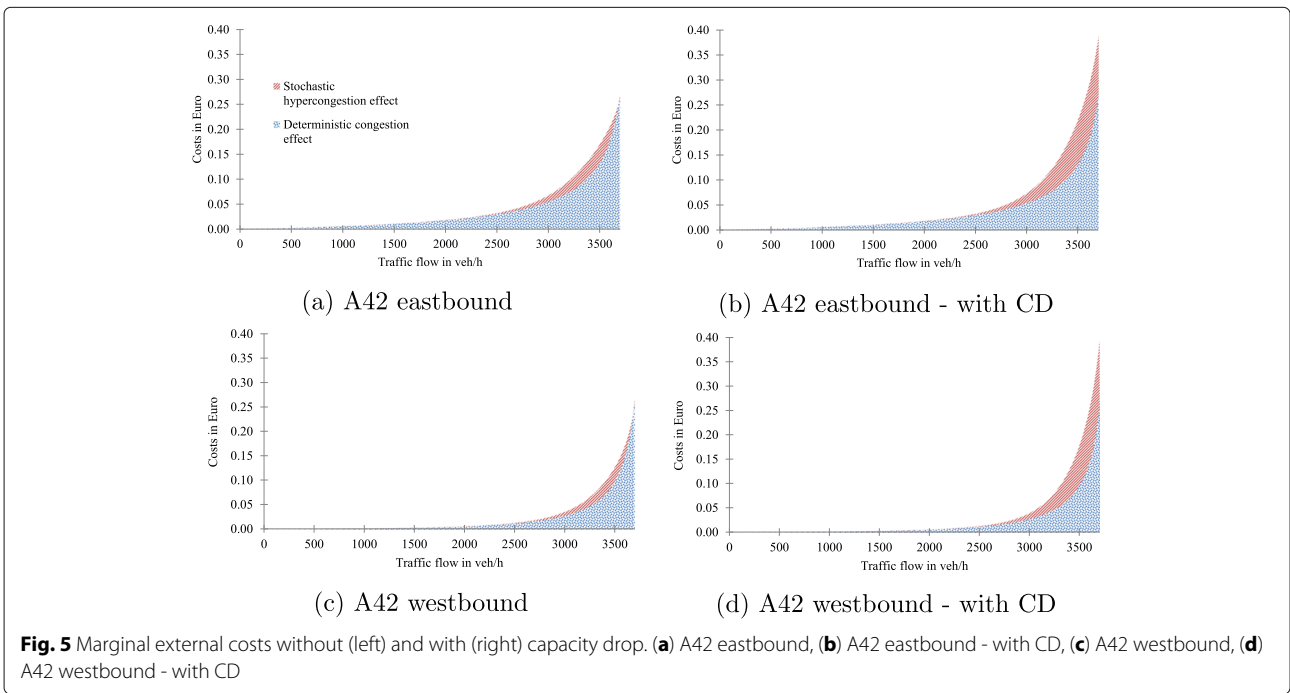 0.40
0.35
0.30
0.25
0.20
0.15
0.10
0.05
0.00
Costs in Euro
Stochastic
hypercongestion effect
Deterministic congestion
effect
0 500 1000 1500 2000 2500 3000 3500
Traffic flow in veh/h
(a) A42 eastbound
0.40
0.35
0.30
0.25
0.20
0.15
0.10
0.05
0.00
Costs in Euro
0 500 1000 1500 2000 2500 3000 3500
Traffic flow in veh/h
(b) A42 eastbound - with CD
0.40
0.35
0.30
0.25
0.20
0.15
0.10
0.05
0.00
Costs in Euro
0 500 1000 1500 2000 2500 3000 3500
Traffic flow in veh/h
(c) A42 westbound
0.40
0.35
0.30
0.25
0.20
0.15
0.10
0.05
0.00
Costs in Euro
0 500 1000 1500 2000 2500 3000 3500
Traffic flow in veh/h
(d) A42 westbound - with CD
Fig. 5 Marginal external costs without (left) and with (right) capacity drop. (a) A42 eastbound, (b) A42 eastbound - with CD, (c) A42 westbound, (d)
A42 westbound - with CD